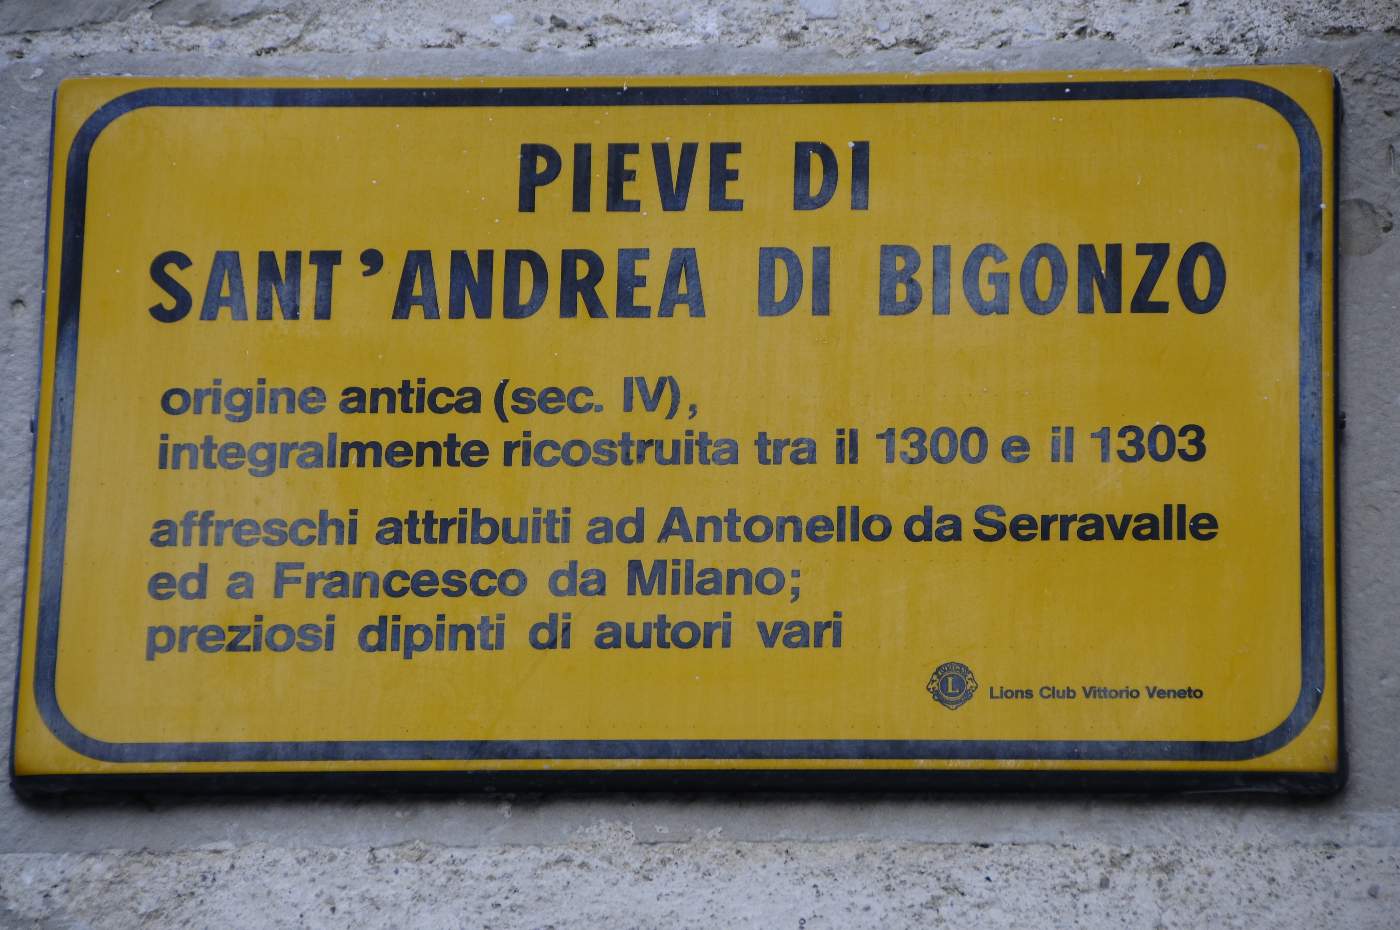 PIEVE DI
SANT'ANDREA DI BIGONZO
origine antica (sec. IV),
integralmente ricostruita tra il 1300 e il 1303
affreschi attribuiti ad Antonello da Serravalle
ed a Francesco da Milano;
preziosi dipinti di autori vari
L
Lions Club Vittorio Veneto